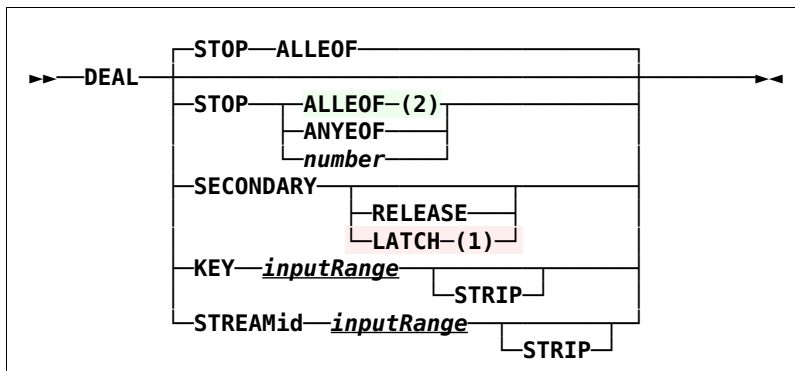 STOP ALLEOF
DEAL
STOP ALLEOF (2)
ANYEOF
number
SECONDARY
RELEASE
LATCH (1)
KEY inputRange
STRIP
STREAMid inputRange
STRIP